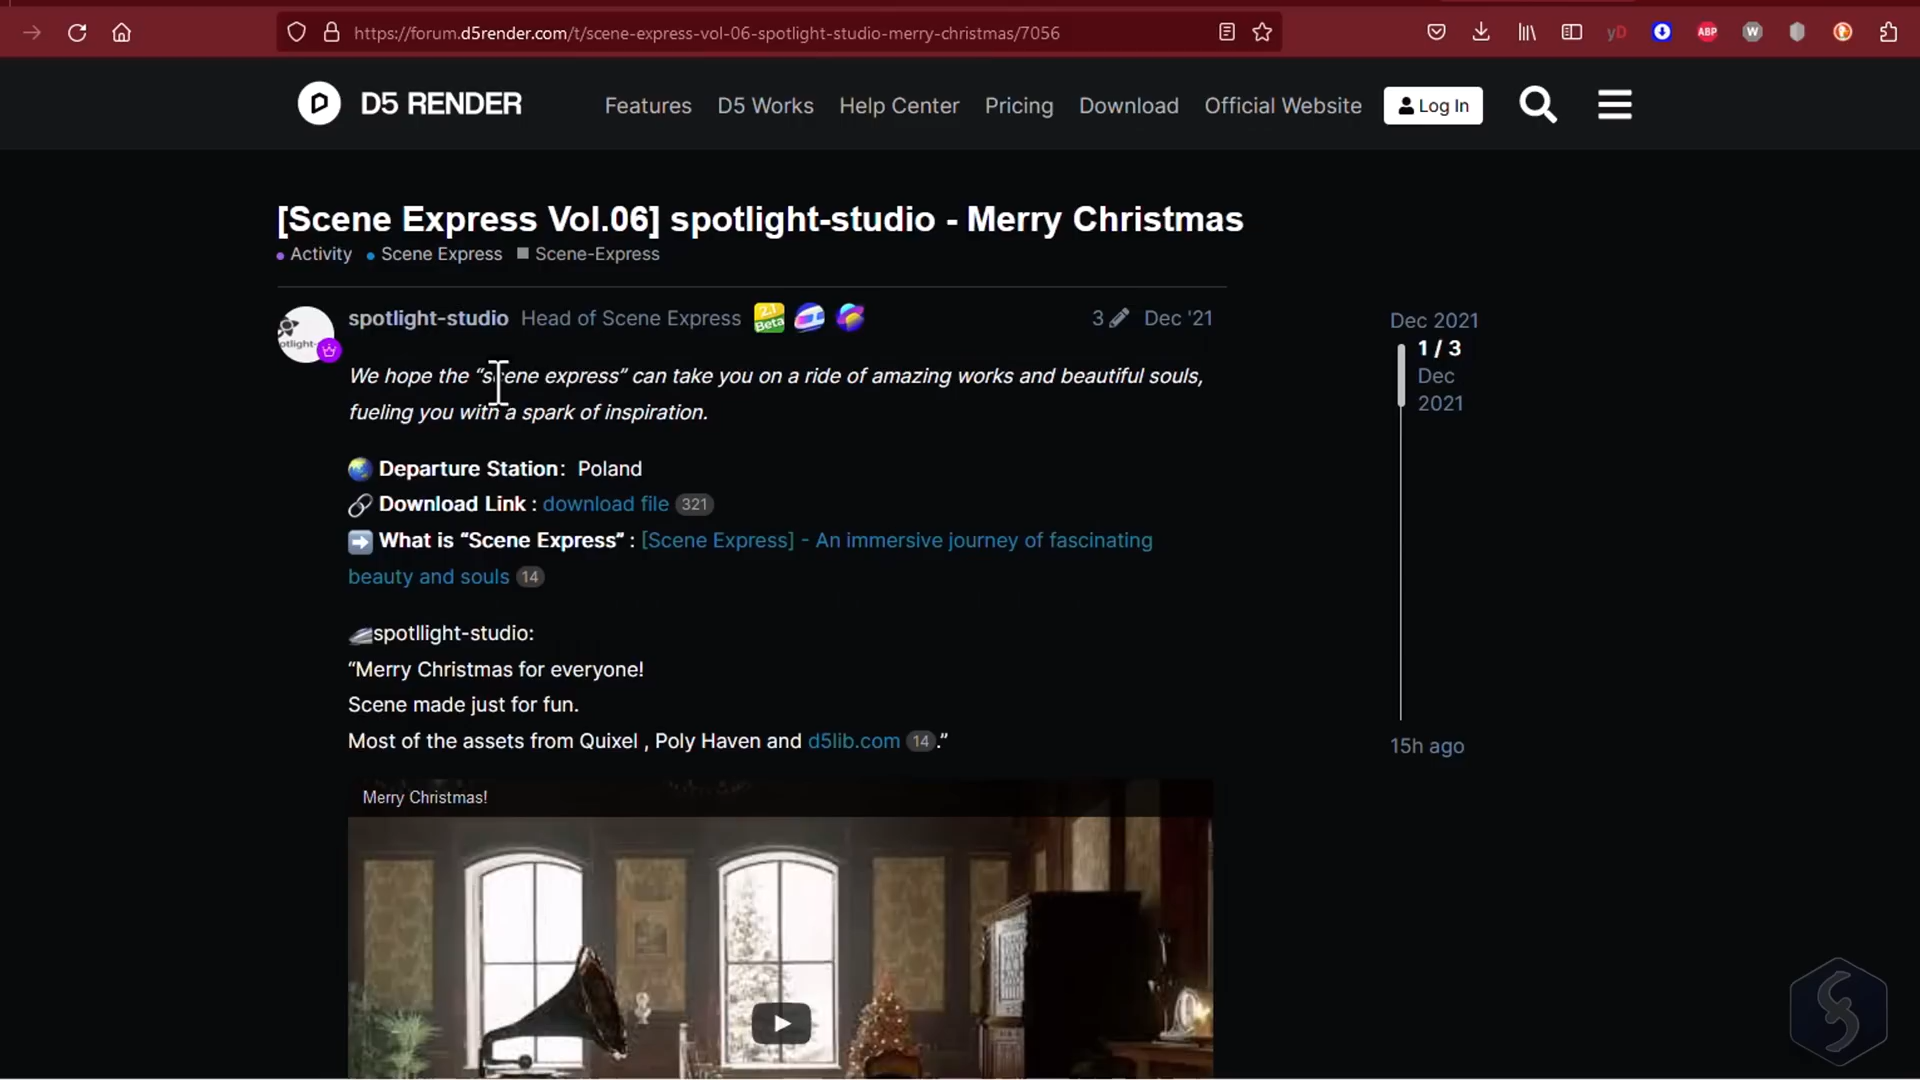 https://forum.d5render.com/t/scene-express-vol-06-spotlight-studio-merry-christmas/7056
yD
ABP
W
D5 RENDER
Features
D5 Works
Help Center
Pricing
Download
Official Website
Log In
[Scene Express Vol.06] spotlight-studio - Merry Christmas
Activity
Scene Express
Scene-Express
spotlight-studio Head of Scene Express
2.1 Beta
3
Dec '21
We hope the “scene express” can take you on a ride of amazing works and beautiful souls,
fueling you with a spark of inspiration.
Departure Station: Poland
Download Link : download file 321
What is “Scene Express” : [Scene Express] - An immersive journey of fascinating
beauty and souls 14
spotllight-studio:
“Merry Christmas for everyone!
Scene made just for fun.
Most of the assets from Quixel , Poly Haven and d5lib.com 14 .”
Merry Christmas!
Dec 2021
1 / 3
Dec
2021
15h ago